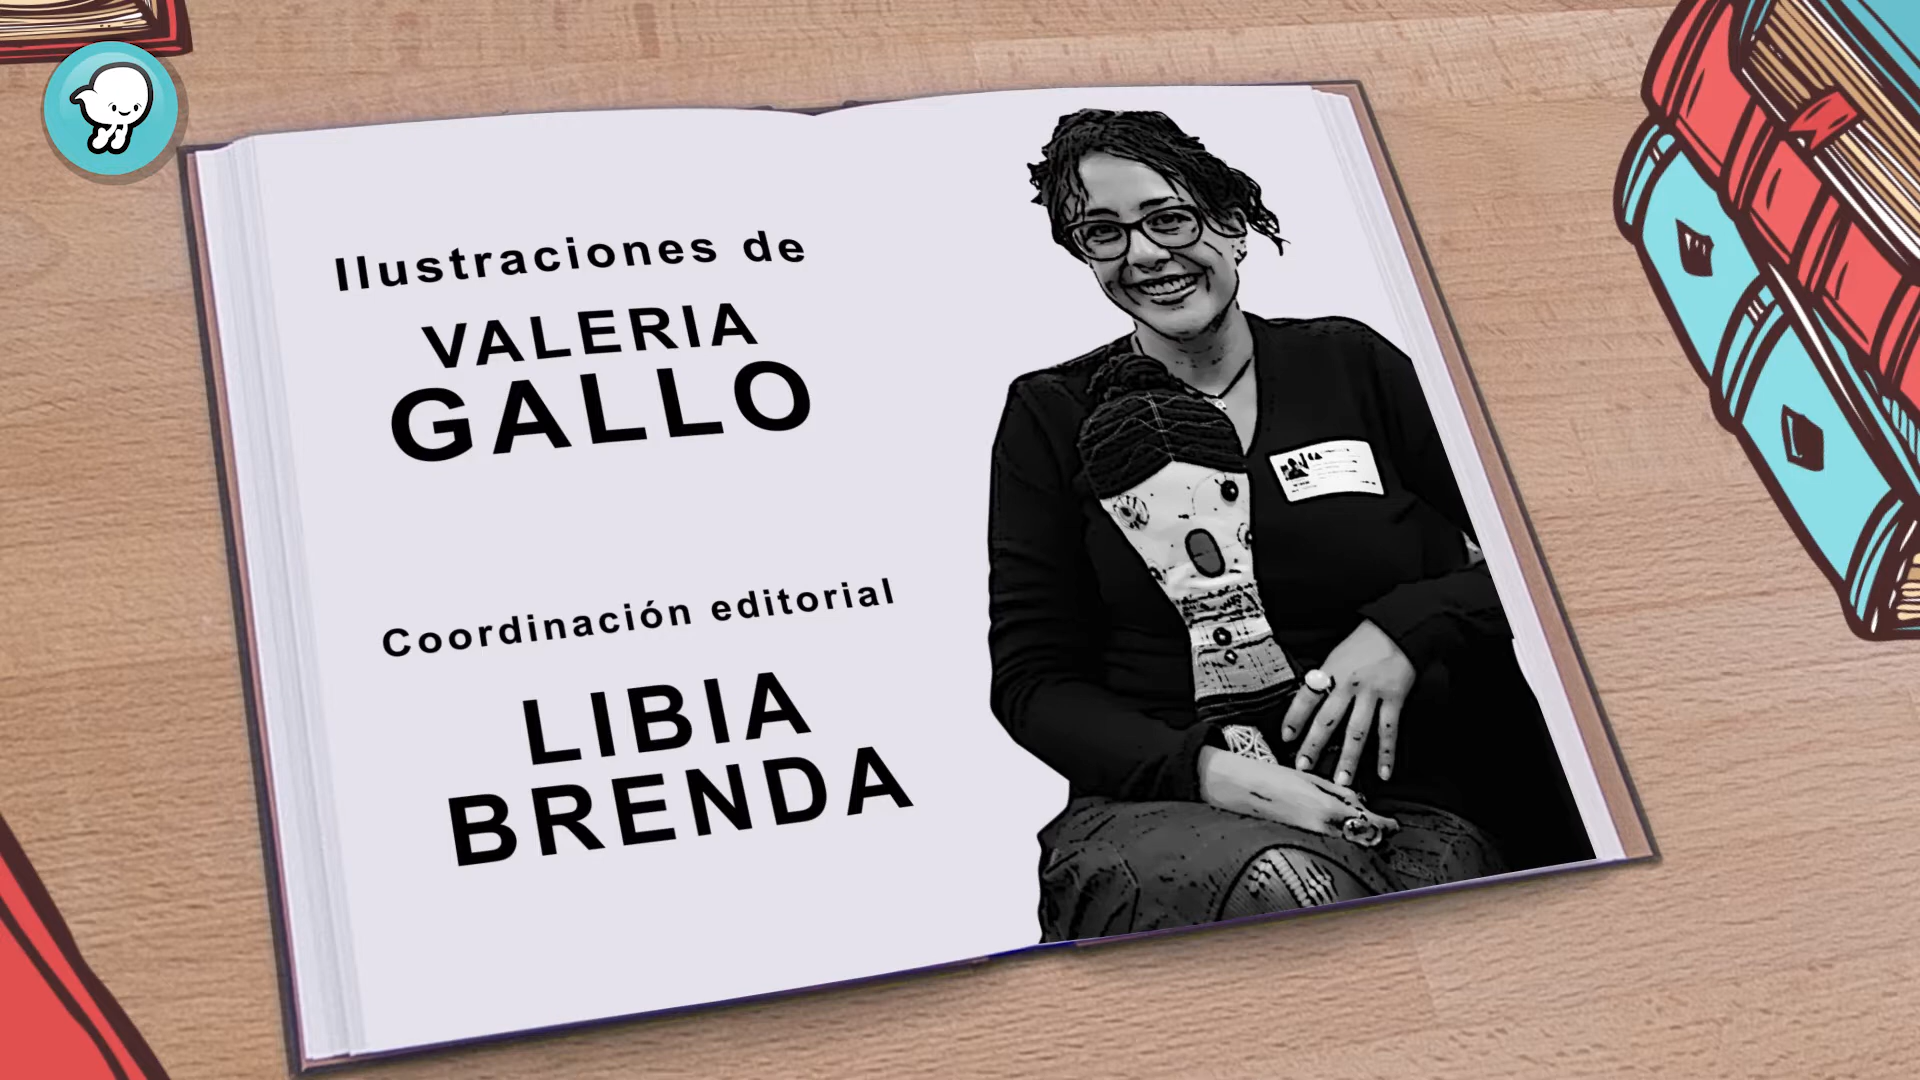 Ilustraciones de
VALERIA
GALLO
Coordinación editorial
LIBIA
BRENDA